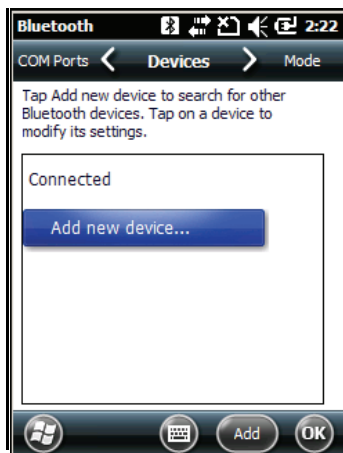 Bluetooth 2:22
COM Ports Devices Mode
Tap Add new device to search for other
Bluetooth devices. Tap on a device to
modify its settings.
Connected
Add new device...
Add OK